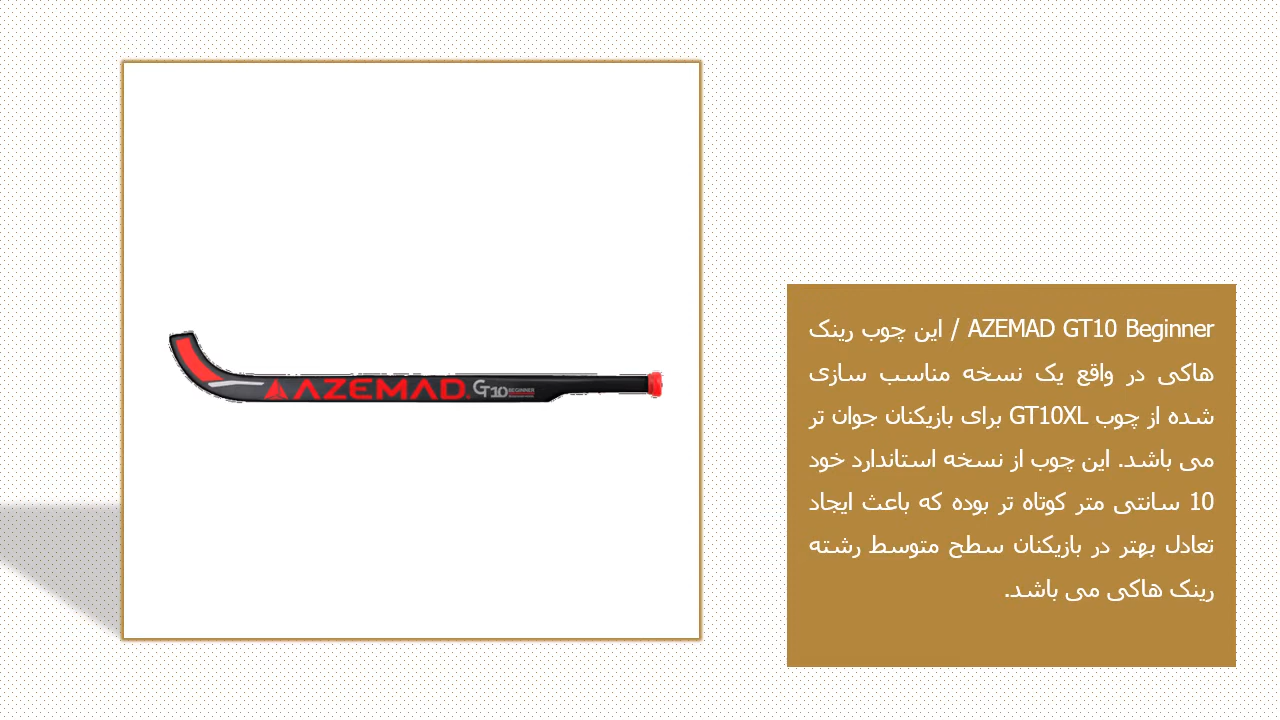 AZEMAD GT10 BEGINNER
AZEMAD GT10 Beginner / این چوب رینک
هاکی در واقع یک نسخه مناسب سازی
شده از چوب GT10XL برای بازیکنان جوان تر
می باشد. این چوب از نسخه استاندارد خود
10 سانتی متر کوتاه تر بوده که باعث ایجاد
تعادل بهتر در بازیکنان سطح متوسط رشته
رینک هاکی می باشد.